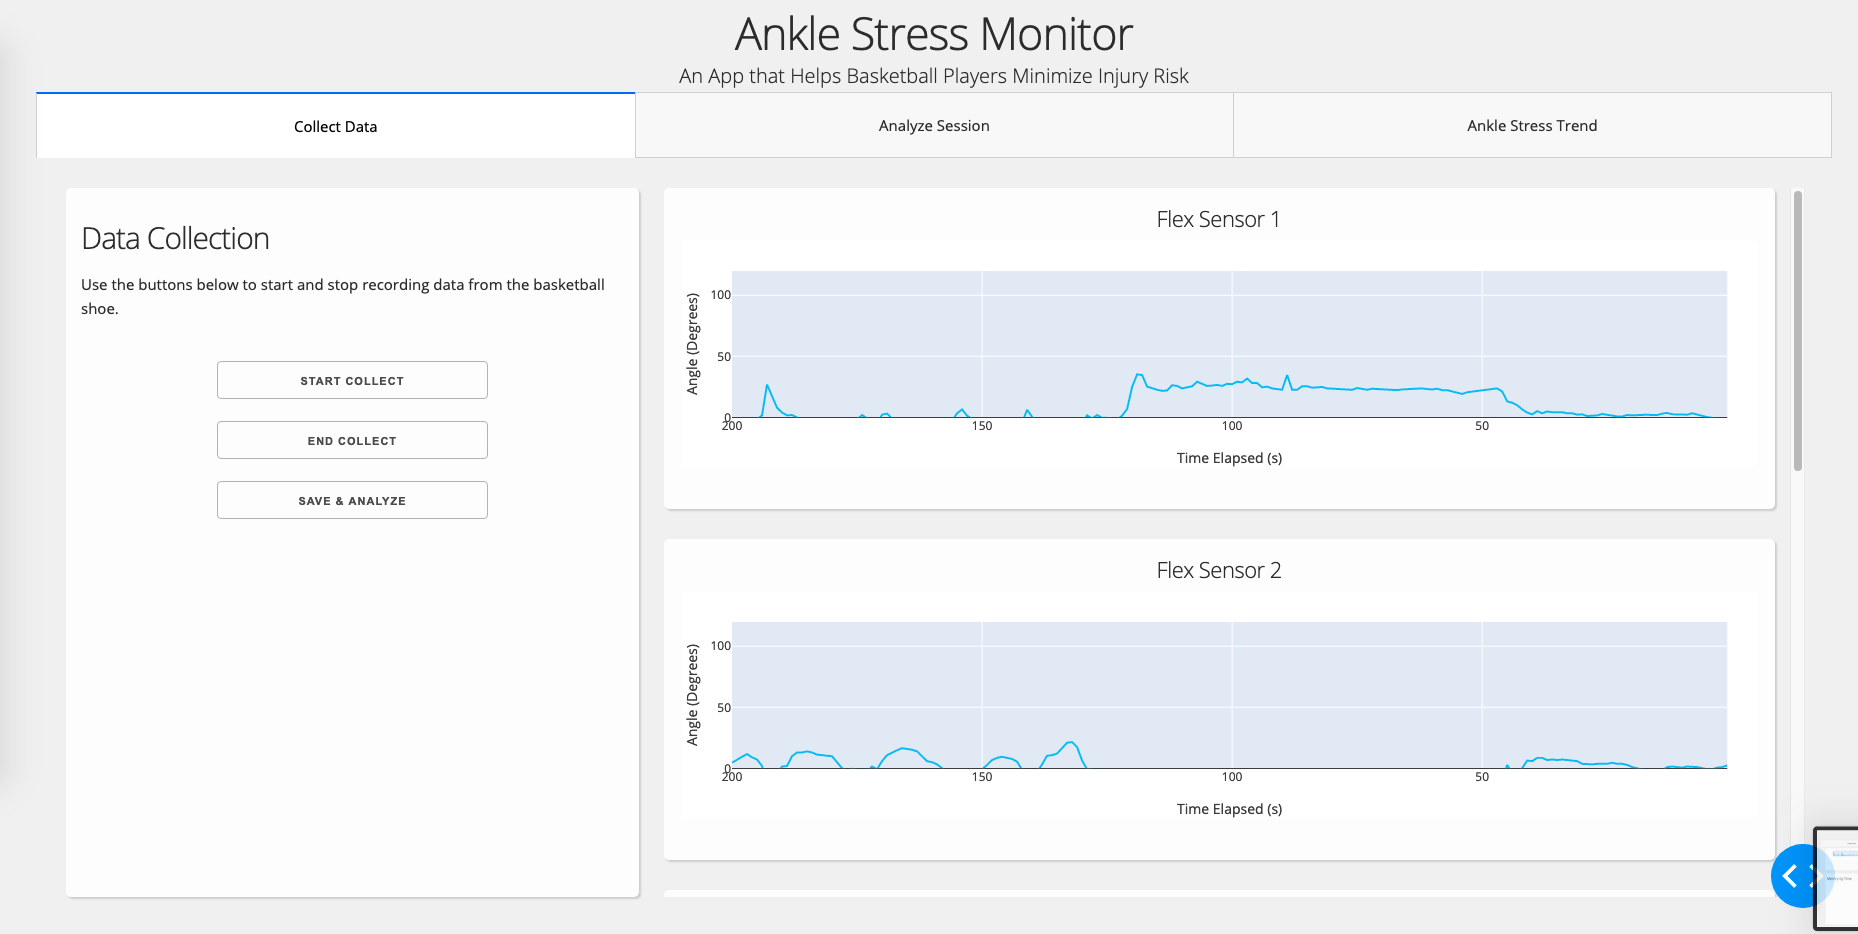 Ankle Stress Monitor
An App that Helps Basketball Players Minimize Injury Risk
Collect Data
Analyze Session
Ankle Stress Trend
Data Collection
Use the buttons below to start and stop recording data from the basketball
shoe.
START COLLECT
END COLLECT
SAVE & ANALYZE
Flex Sensor 1
Angle (Degrees)
100
50
0
200
150
100
50
Time Elapsed (s)
Flex Sensor 2
Angle (Degrees)
100
50
0
200
150
100
50
Time Elapsed (s)